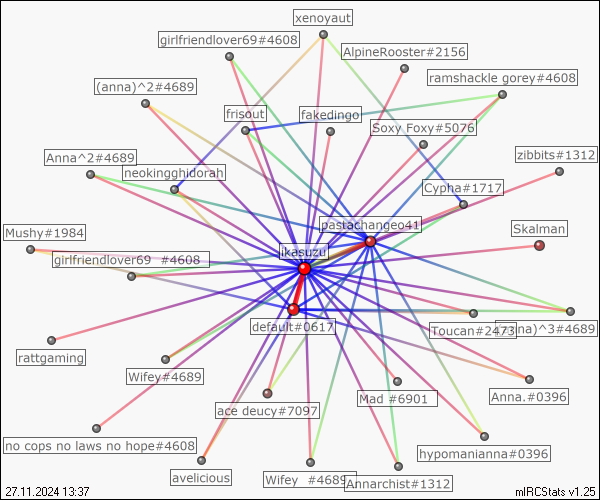 xenoyaut
girlfriendlover69#4608
AlpineRooster#2156
ramshackle gorey#4608
(anna)^2#4689
frisout
fakedingo
Soxy Foxy#5076
zibbits#1312
Anna^2#4689
neokingghidorah
Cypha#1717
pastachangeo41
Mushy#1984
Skalman
ikasuzu
girlfriendlover69 #4608
default#0617
Toucan#2473
na)^3#4689
rattgaming
Wifey#4689
Anna.#0396
Mad #6901
ace deucy#7097
no cops no laws no hope#4608
hypomanianna#0396
avelicious
Wifey #4689
Annarchist#1312
27.11.2024 13:37
mIRCStats v1.25